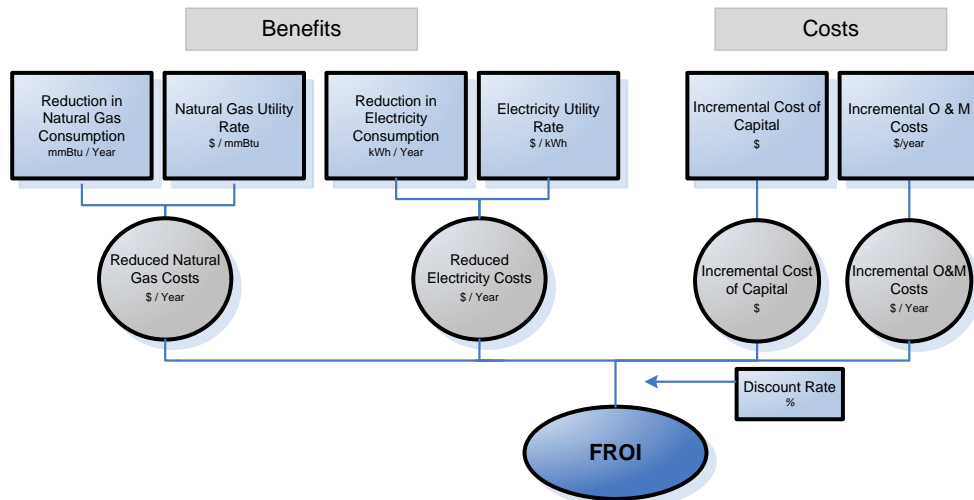 Benefits
Costs
Reduction in
Natural Gas
Consumption
mmBtu / Year
Natural Gas Utility
Rate
$ / mmBtu
Reduction in
Electricity
Consumption
kWh / Year
Electricity Utility
Rate
$ / kWh
Incremental Cost of
Capital
$
Incremental O & M
Costs
$/year
Reduced Natural
Gas Costs
$ / Year
Reduced
Electricity Costs
$ / Year
Incremental Cost
of Capital
$
Incremental O&M
Costs
$ / Year
Discount Rate
%
FROI